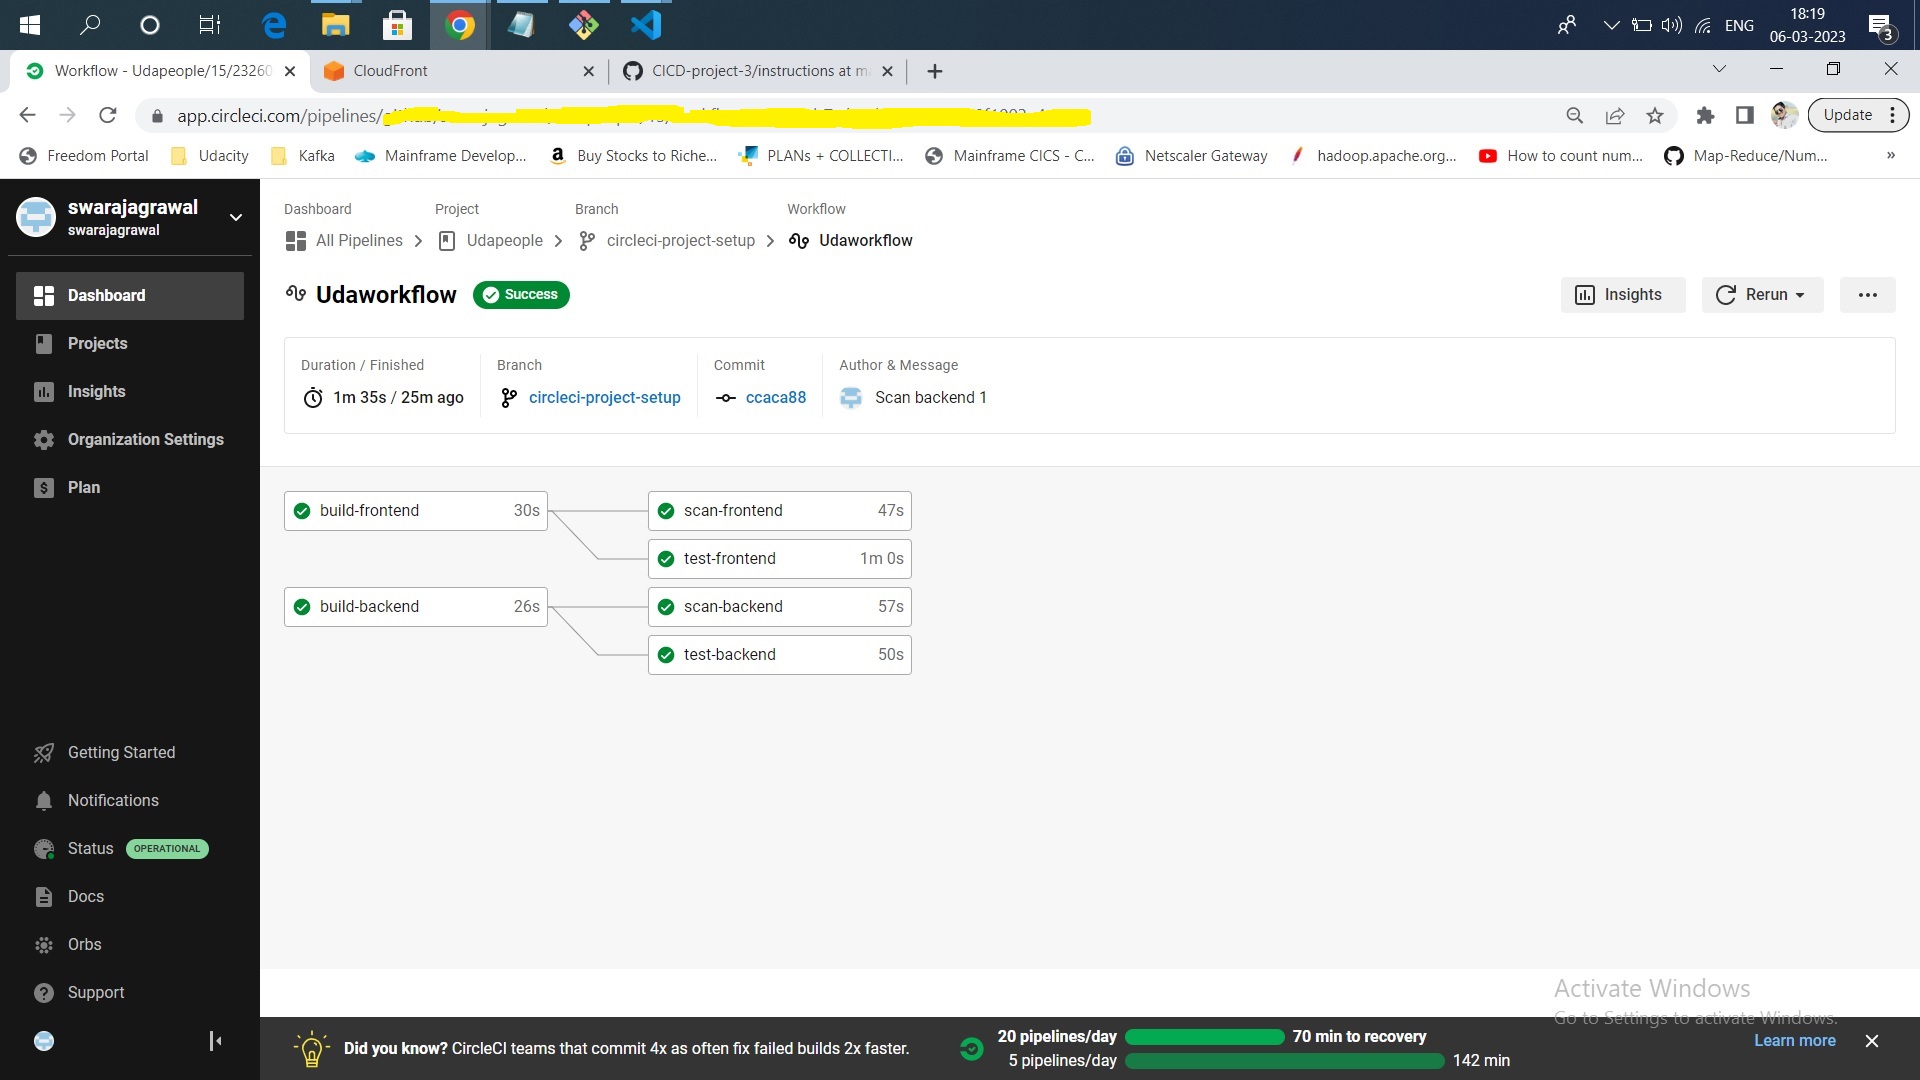 ENG
18:19
06-03-2023
3
Workflow - Udapeople/15/23260
CloudFront
CICD-project-3/instructions at ma
app.circleci.com/pipelines/
Update
Freedom Portal
Udacity
Kafka
Mainframe Develop...
Buy Stocks to Riche...
PLANs + COLLECTI...
Mainframe CICS - C...
Netscaler Gateway
hadoop.apache.org...
How to count num...
Map-Reduce/Num...
»
swarajagrawal
swarajagrawal
Dashboard
Projects
Insights
Organization Settings
Plan
Getting Started
Notifications
Status OPERATIONAL
Docs
Orbs
Support
Dashboard Project Branch Workflow
All Pipelines Udapeople circleci-project-setup Udaworkflow
Udaworkflow Success
Insights Rerun
Duration / Finished Branch Commit Author & Message
1m 35s / 25m ago circleci-project-setup ccaca88 Scan backend 1
build-frontend 30s scan-frontend 47s
test-frontend 1m 0s
build-backend 26s scan-backend 57s
test-backend 50s
Activate Windows
Go to Settings to activate Windows.
Did you know? CircleCI teams that commit 4x as often fix failed builds 2x faster.
20 pipelines/day 70 min to recovery
5 pipelines/day 142 min
Learn more